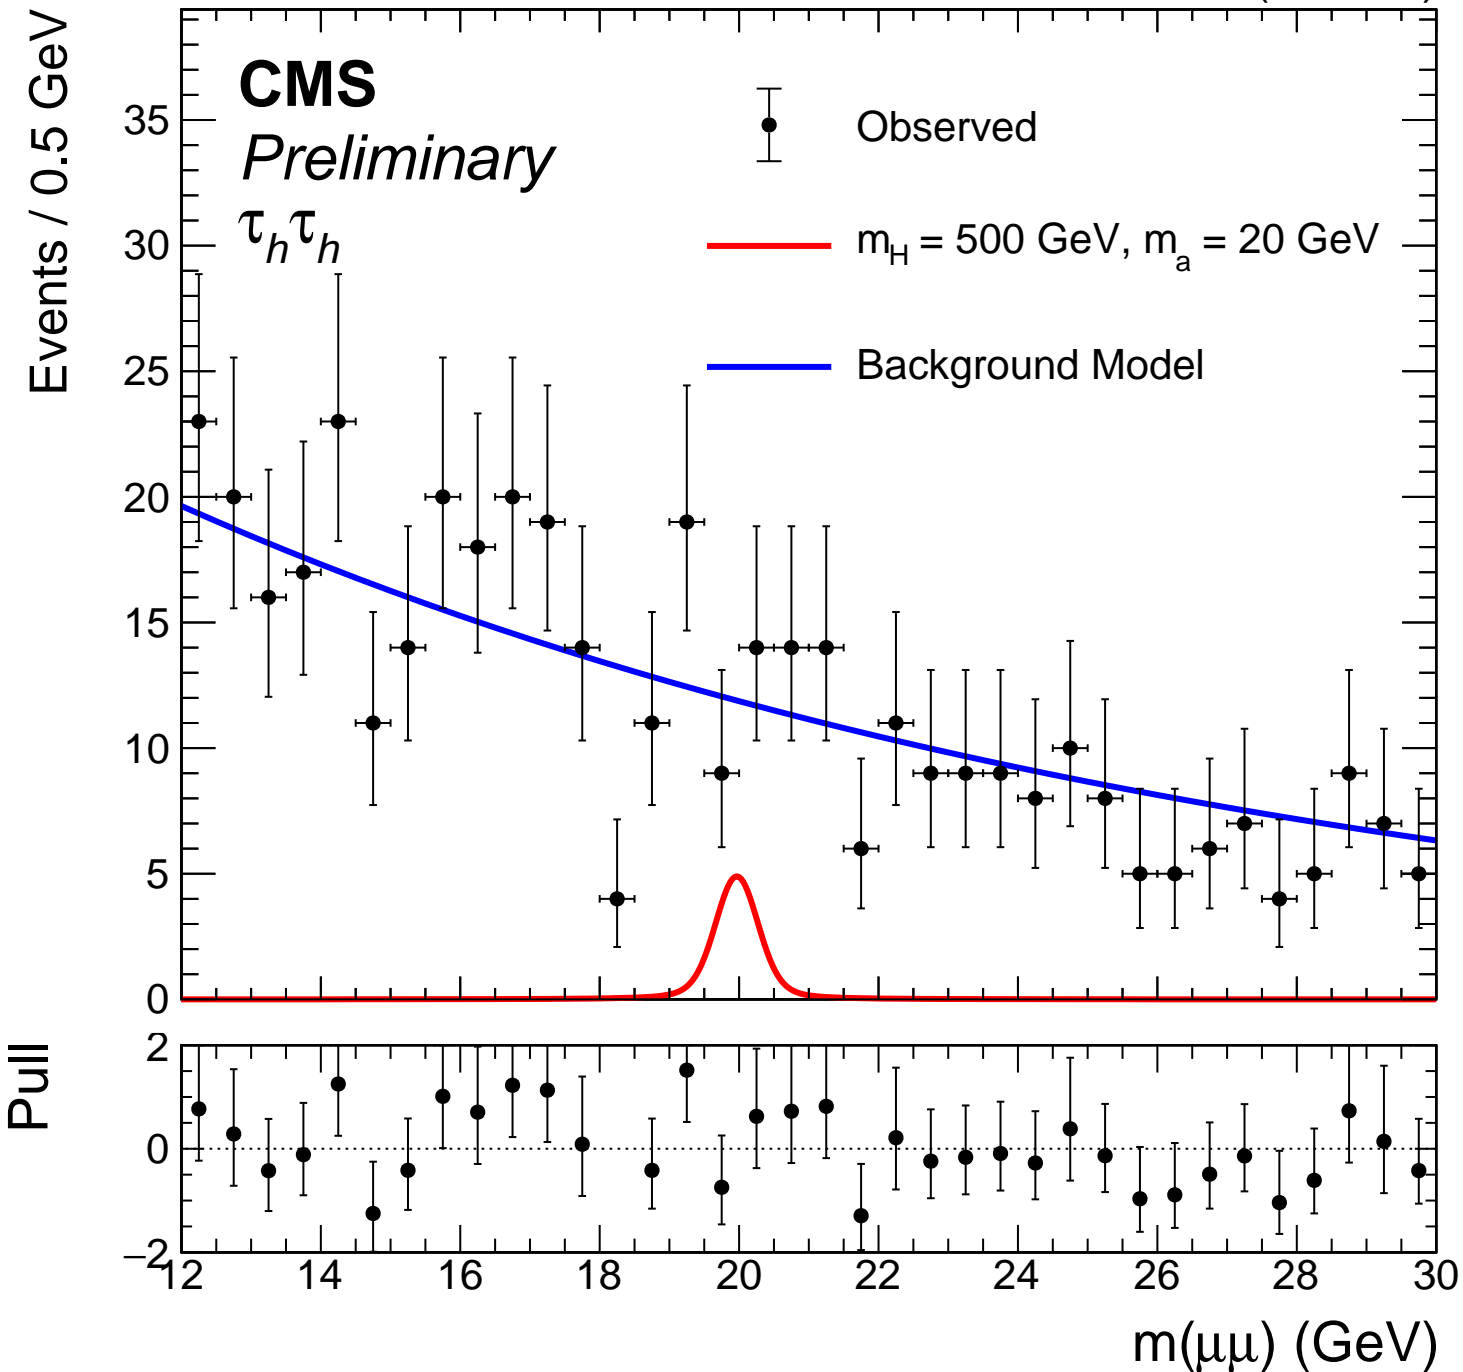 Events / 0.5 GeV
CMS
Preliminary
τhτh
Observed
mH = 500 GeV, ma = 20 GeV
Background Model
35
30
25
20
15
10
5
0
Pull
2
0
−2
12 14 16 18 20 22 24 26 28 30
m(μμ) (GeV)